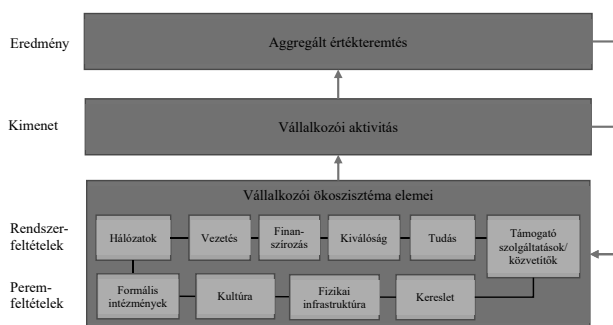 Eredmény
Aggregált értékteremtés
Kimenet
Vállalkozói aktivitás
Vállalkozói ökoszisztéma elemei
Rendszer-
feltételek
Hálózatok
Vezetés
Finan-
szírozás
Kiválóság
Tudás
Támogató
szolgáltatások/
közvetítők
Perem-
feltételek
Formális
intézmények
Kultúra
Fizikai
infrastruktúra
Kereslet